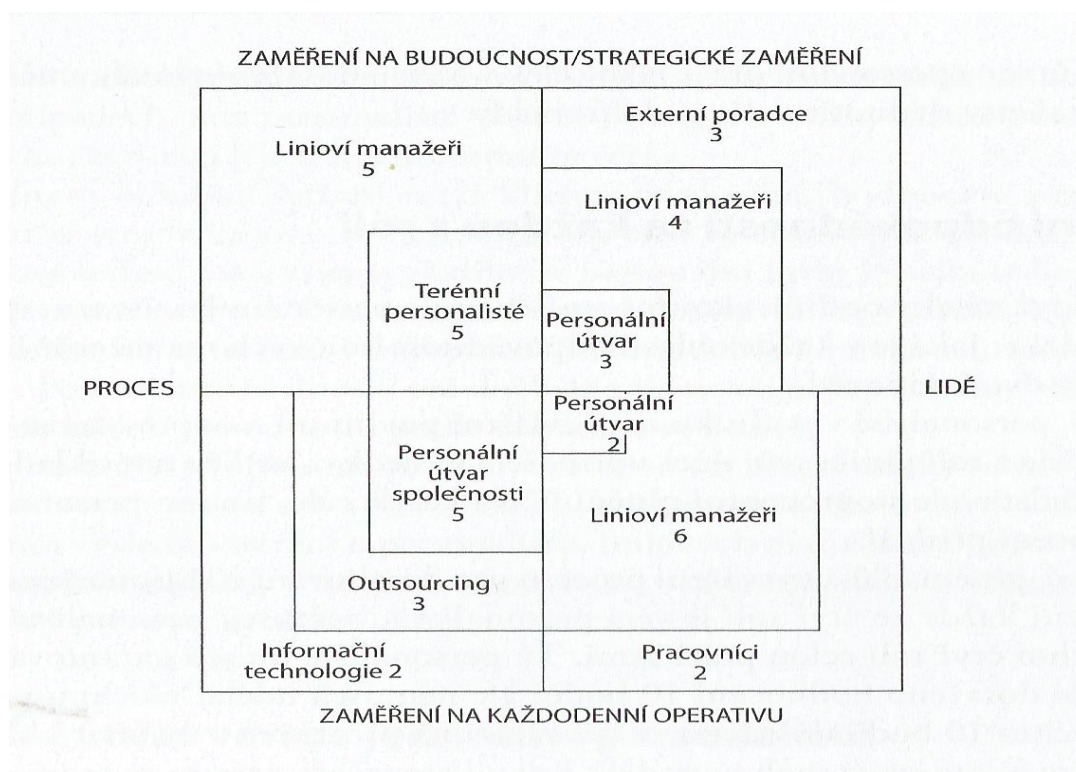 ZAMĚŘENÍ NA BUDOUCNOST/STRATEGICKÉ ZAMĚŘENÍ
Externí poradce
3
Linioví manažeři
5
Linioví manažeři
4
Terénní
personalisté
5
Personální
útvar
3
PROCES
LIDÉ
Personální
útvar
2
Personální
útvar
společnosti
5
Linioví manažeři
6
Outsourcing
3
Informační
technologie 2
Pracovníci
2
ZAMĚŘENÍ NA KAŽDODENNÍ OPERATIVU